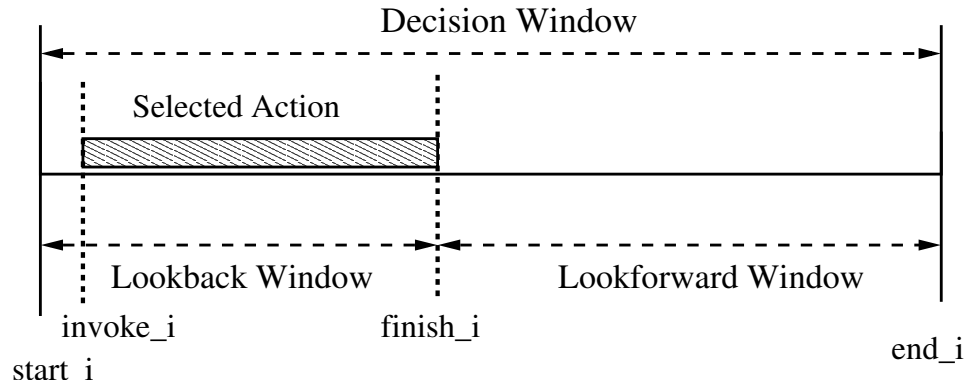 Decision Window
Selected Action
Lookback Window
Lookforward Window
invoke_i
finish_i
end_i
start_i